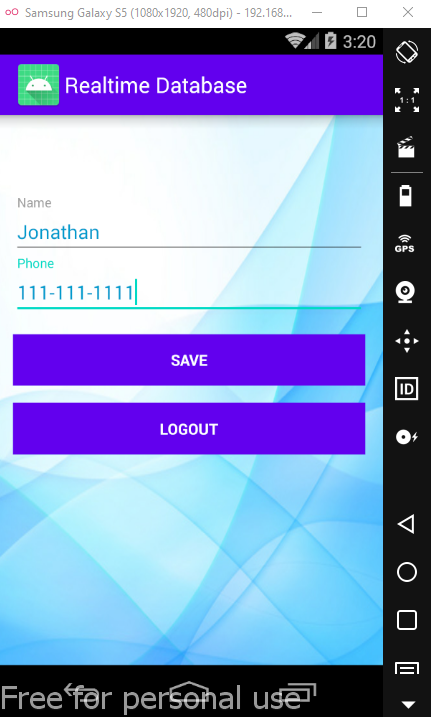 Samsung Galaxy S5 (1080x1920, 480dpi) - 192.168...
3:20
Realtime Database
1 : 1
Name
Jonathan
Phone
GPS
111-111-1111
SAVE
ID
LOGOUT
Free for personal use